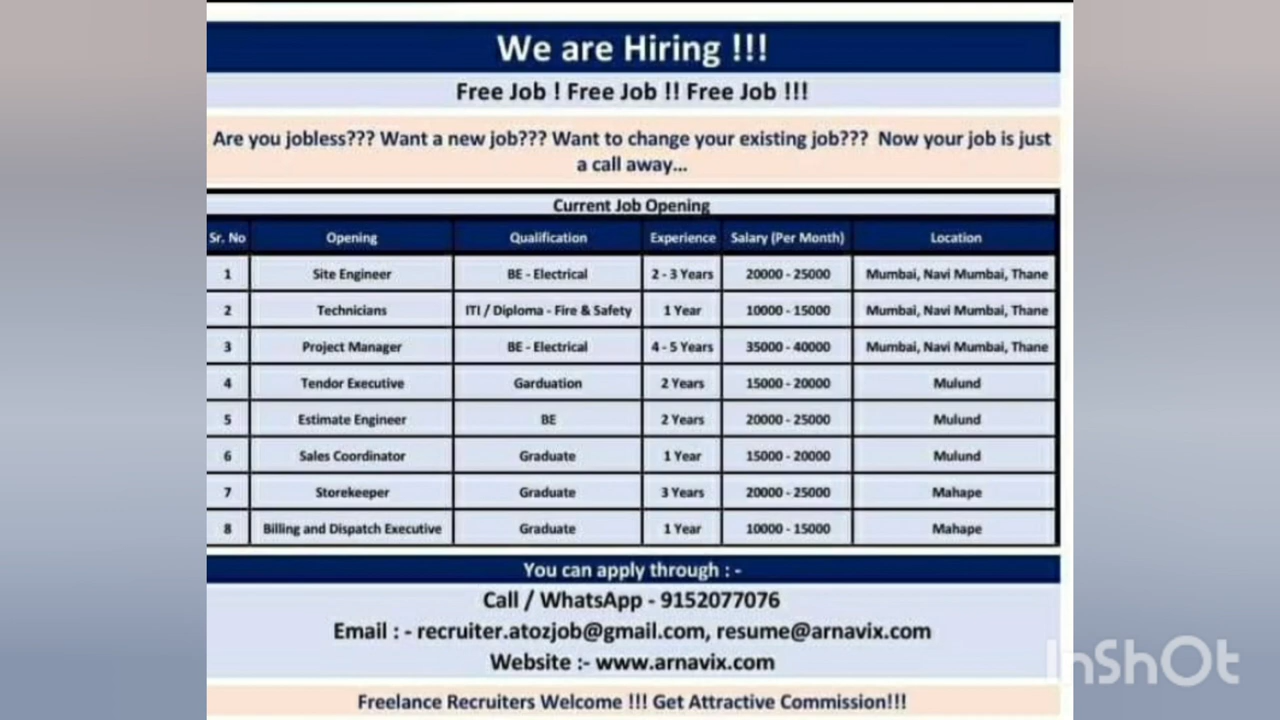 We are Hiring !!!
Free Job ! Free Job !! Free Job !!!
Are you jobless??? Want a new job??? Want to change your existing job??? Now your job is just
a call away...
Current Job Opening
Sr. No Opening Qualification Experience Salary (Per Month) Location
1 Site Engineer BE - Electrical 2 - 3 Years 20000 - 25000 Mumbai, Navi Mumbai, Thane
2 Technicians ITI / Diploma - Fire & Safety 1 Year 10000 - 15000 Mumbai, Navi Mumbai, Thane
3 Project Manager BE - Electrical 4 - 5 Years 35000 - 40000 Mumbai, Navi Mumbai, Thane
4 Tendor Executive Garduation 2 Years 15000 - 20000 Mulund
5 Estimate Engineer BE 2 Years 20000 - 25000 Mulund
6 Sales Coordinator Graduate 1 Year 15000 - 20000 Mulund
7 Storekeeper Graduate 3 Years 20000 - 25000 Mahape
8 Billing and Dispatch Executive Graduate 1 Year 10000 - 15000 Mahape
You can apply through : -
Call / WhatsApp - 9152077076
Email : - recruiter.atozjob@gmail.com, resume@arnavix.com
Website :- www.arnavix.com
Freelance Recruiters Welcome !!! Get Attractive Commission!!!
InShOt